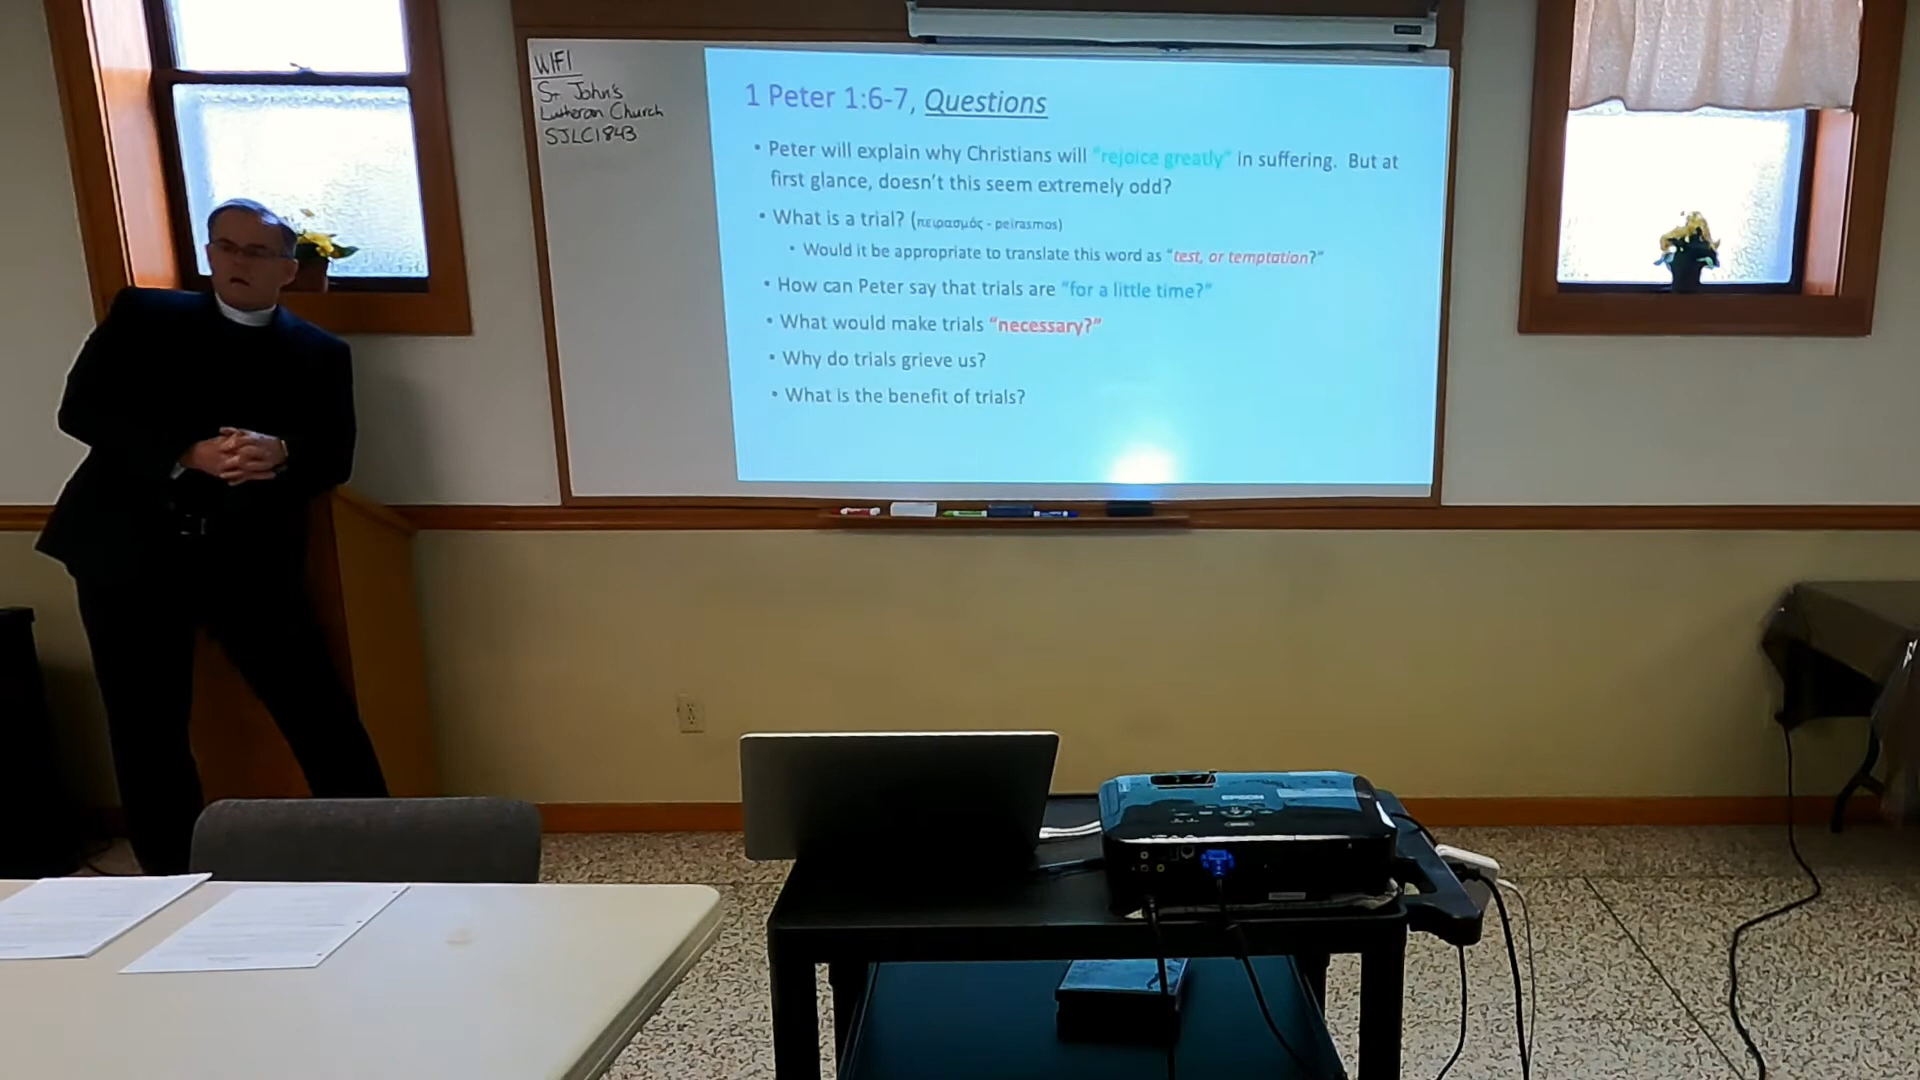 WIFI
St. John's
Lutheran Church
SJLC1843
1 Peter 1:6-7, Questions
• Peter will explain why Christians will "rejoice greatly" in suffering. But at
first glance, doesn't this seem extremely odd?
• What is a trial? (πειρασμός - peirasmos)
• Would it be appropriate to translate this word as "test, or temptation?"
• How can Peter say that trials are "for a little time?"
• What would make trials "necessary?"
• Why do trials grieve us?
• What is the benefit of trials?
EPSON